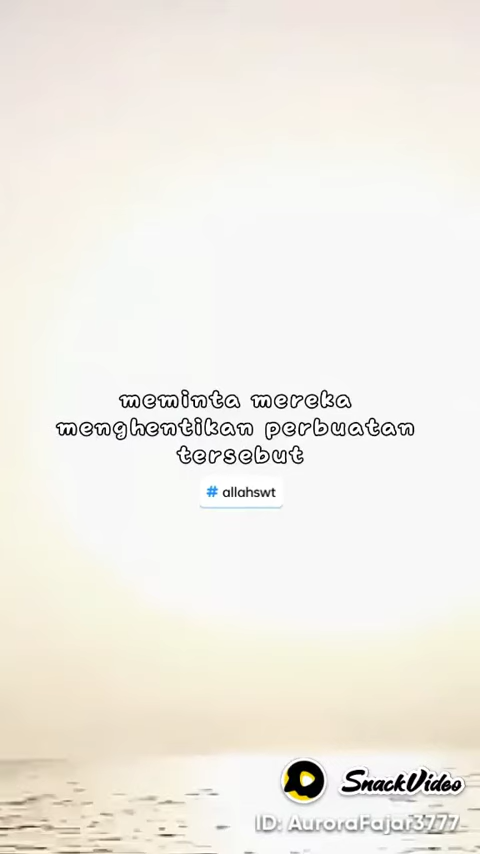 meminta mereka
menghentikan perbuatan
tersebut
# allahswt
SnackVideo
ID: AuroraFajar3777